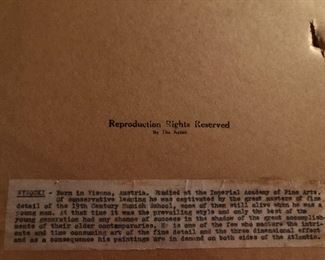 Reproduction Rights Reserved
By The Artist
WYSOCKI - Born in Vienna, Austria. Studied at the Imperial Academy of Fine Arts.
Of conservative leaning he was captivated by the great masters of fine
detail of the 19th Century Munich School, some of them still alive when he was a
young man. At that time it was the prevailing style and only the best of the
young generation had any chance of success in the shadow of the great accomplish
ments of their older contemporaries. He is one of the few who masters the intric
ate and time consuming art of the fine detail and the three dimensional effect
and as a consequence his paintings are in demand on both sides of the Atlantic.